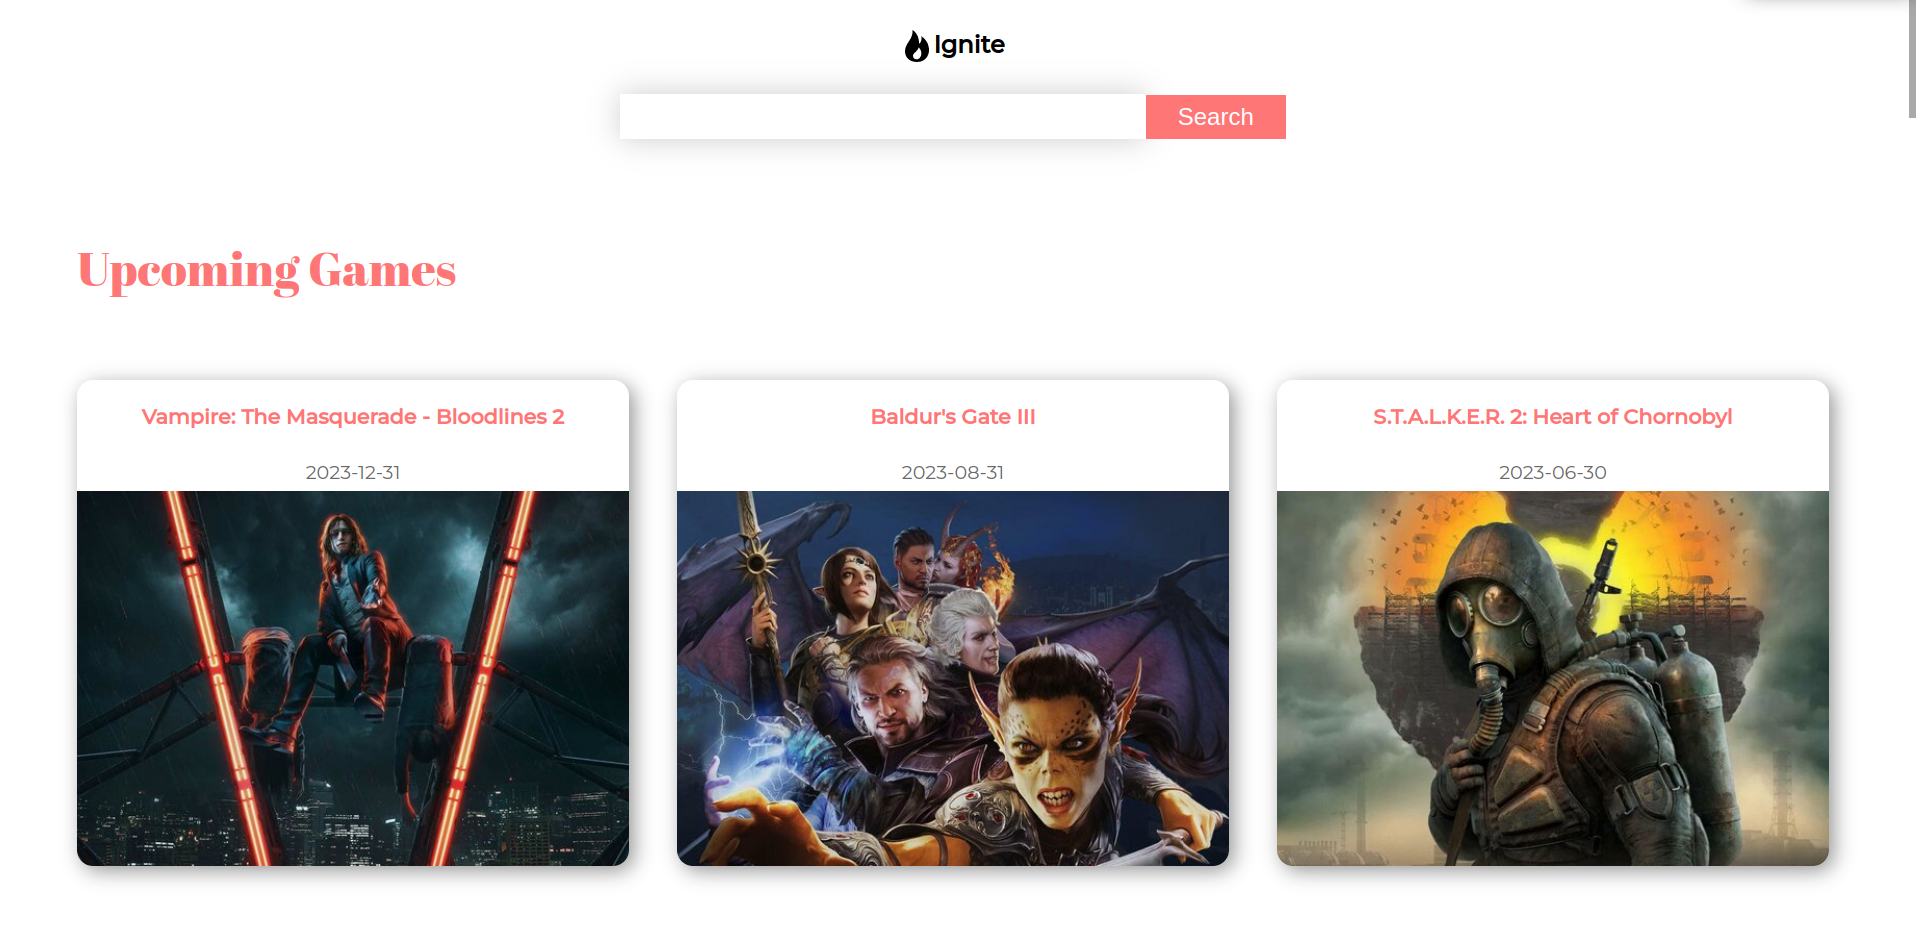 Ignite
Search
Upcoming Games
Vampire: The Masquerade - Bloodlines 2
2023-12-31
Baldur's Gate III
2023-08-31
S.T.A.L.K.E.R. 2: Heart of Chornobyl
2023-06-30